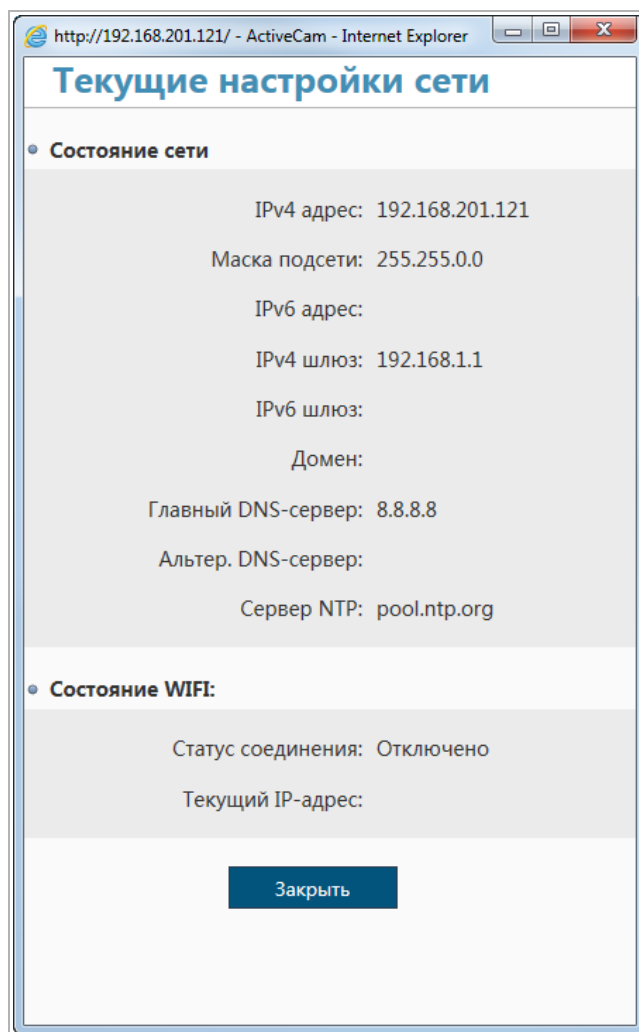 http://192.168.201.121/ - ActiveCam - Internet Explorer
Текущие настройки сети
Состояние сети
IPv4 адрес: 192.168.201.121
Маска подсети: 255.255.0.0
IPv6 адрес:
IPv4 шлюз: 192.168.1.1
IPv6 шлюз:
Домен:
Главный DNS-сервер: 8.8.8.8
Альтер. DNS-сервер:
Сервер NTP: pool.ntp.org
Состояние WIFI:
Статус соединения: Отключено
Текущий IP-адрес:
Закрыть